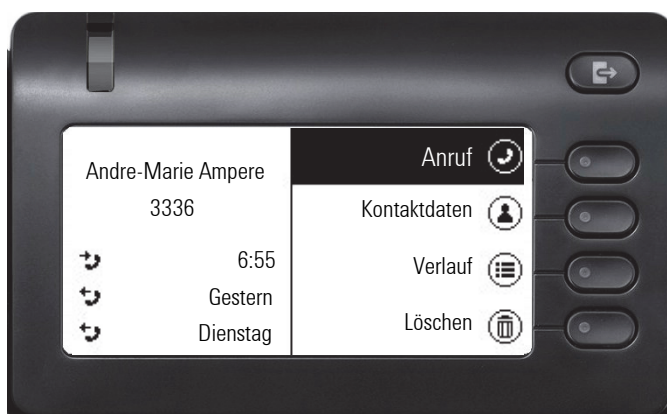 Andre-Marie Ampere
3336
6:55
Gestern
Dienstag
Anruf
Kontaktdaten
Verlauf
Löschen